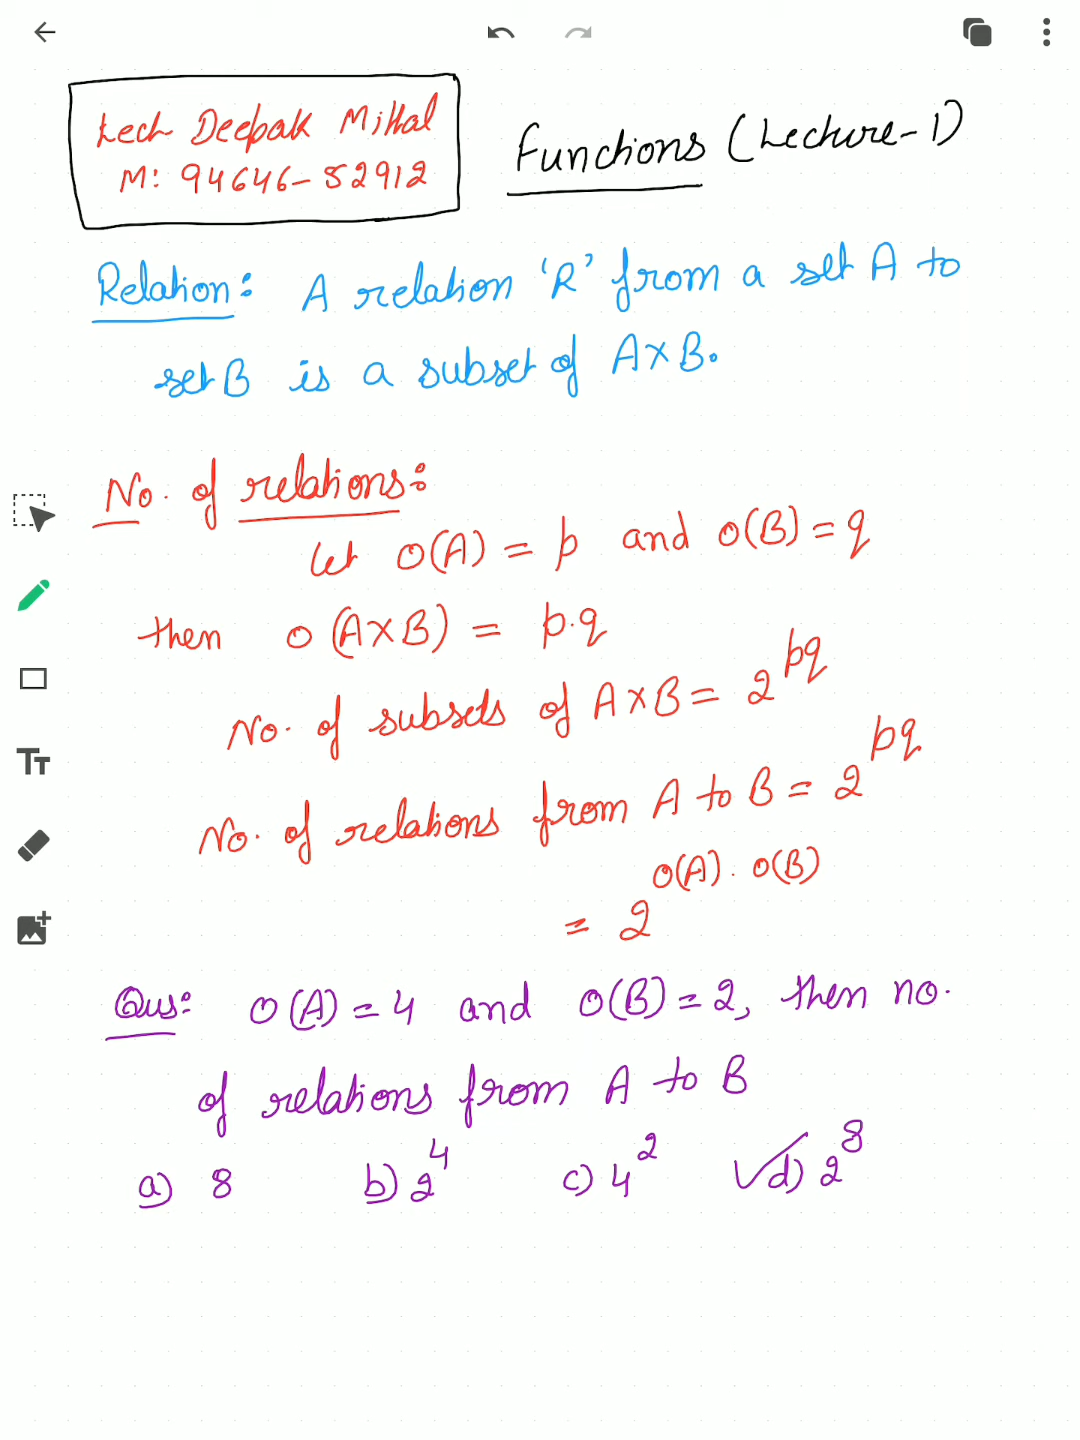 Lech Deepak Mittal
M: 94646-52912
Functions (Lecture-1)
Relation: A relation 'R' from a set A to
set B is a subset of A×B.
No. of relations:
let O(A) = p and O(B) = q
then O(A×B) = p.q
No. of subsets of A×B = 2^pq
No. of relations from A to B = 2^pq
= 2^O(A).O(B)
Qus: O(A) = 4 and O(B) = 2, then no.
of relations from A to B
a) 8 b) 2^4 c) 4^2 ✓d) 2^8
TT